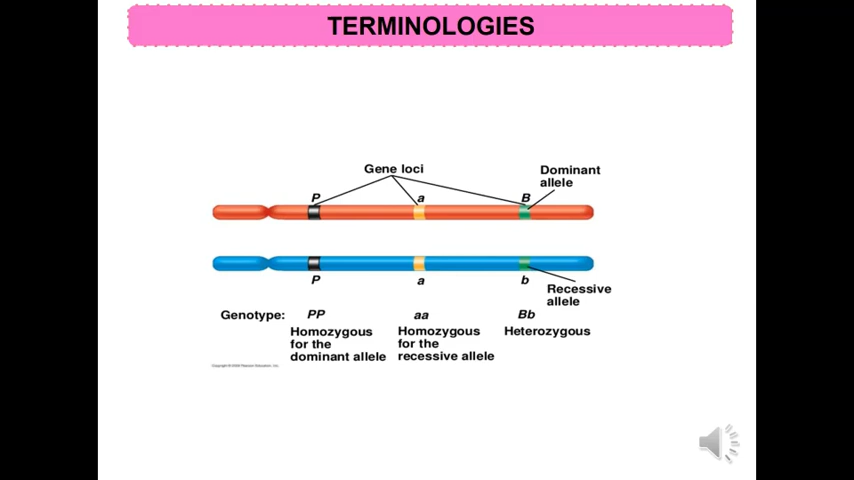 TERMINOLOGIES
Gene loci
Dominant
allele
P
a
B
P
a
b
Recessive
allele
Genotype:
PP
aa
Bb
Homozygous
for the
dominant allele
Homozygous
for the
recessive allele
Heterozygous